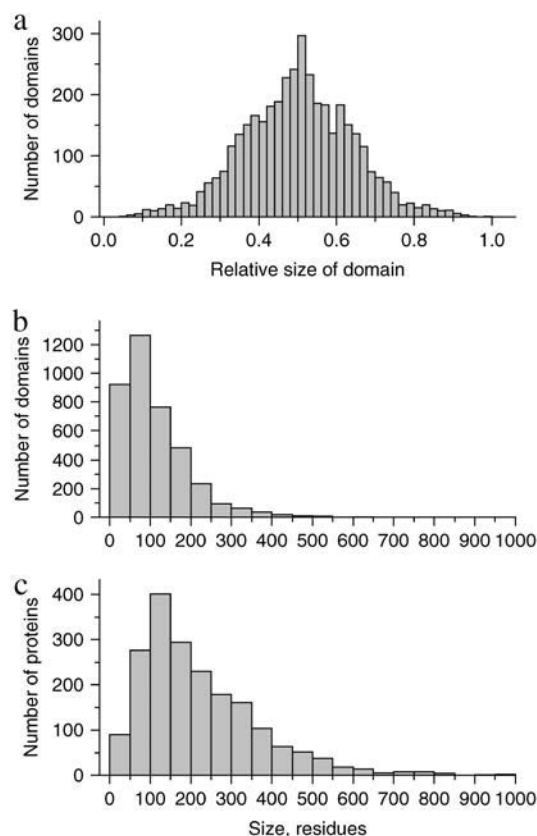 a
300
200
100
0
Number of domains
0.0 0.2 0.4 0.6 0.8 1.0
Relative size of domain
b
1200
1000
800
600
400
200
0
Number of domains
0 100 200 300 400 500 600 700 800 900 1000
c
400
300
200
100
0
Number of proteins
0 100 200 300 400 500 600 700 800 900 1000
Size, residues